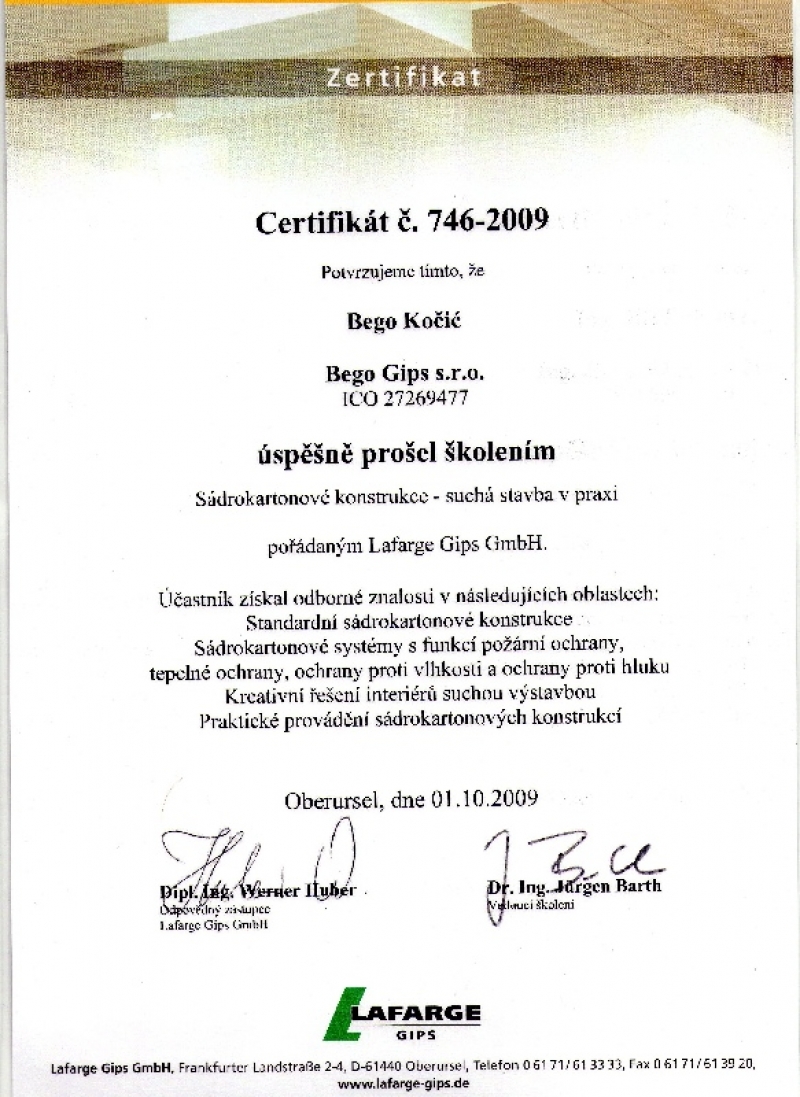 Zertifikat
Certifikát č. 746-2009
Potvrzujeme tímto, že
Bego Kočić
Bego Gips s.r.o.
ICO 27269477
úspěšně prošel školením
Sádrokartonové konstrukce - suchá stavba v praxi
pořádaným Lafarge Gips GmbH.
Účastník získal odborné znalosti v následujících oblastech:
Standardní sádrokartonové konstrukce
Sádrokartonové systémy s funkcí požární ochrany,
tepelné ochrany, ochrany proti vlhkosti a ochrany proti hluku
Kreativní řešení interiérů suchou výstavbou
Praktické provádění sádrokartonových konstrukcí
Oberursel, dne 01.10.2009
Dipl. Ing. Werner Huber
Odpovědný zástupce
Lafarge Gips GmbH
Dr. Ing. Jürgen Barth
Vedoucí školení
LAFARGE
GIPS
Lafarge Gips GmbH, Frankfurter Landstraße 2-4, D-61440 Oberursel, Telefon 0 61 71/ 61 33 33, Fax 0 61 71/ 61 39 20,
www.lafarge-gips.de